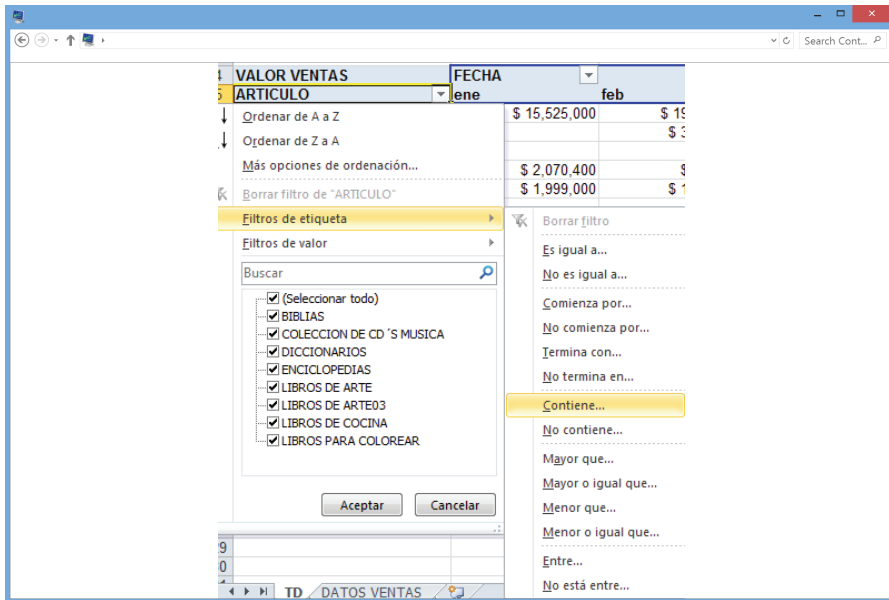 Search Cont...
4 VALOR VENTAS FECHA
5 ARTICULO ene feb
Ordenar de A a Z
Ordenar de Z a A
Más opciones de ordenación...
Borrar filtro de "ARTICULO"
Filtros de etiqueta
Filtros de valor
Buscar
(Seleccionar todo)
BIBLIAS
COLECCION DE CD ´S MUSICA
DICCIONARIOS
ENCICLOPEDIAS
LIBROS DE ARTE
LIBROS DE ARTE03
LIBROS DE COCINA
LIBROS PARA COLOREAR
Aceptar Cancelar
$ 15,525,000 $ 19
$ 3
$ 2,070,400 $
$ 1,999,000 $ 1
Borrar filtro
Es igual a...
No es igual a...
Comienza por...
No comienza por...
Termina con...
No termina en...
Contiene...
No contiene...
Mayor que...
Mayor o igual que...
Menor que...
Menor o igual que...
Entre...
No está entre...
TD DATOS VENTAS